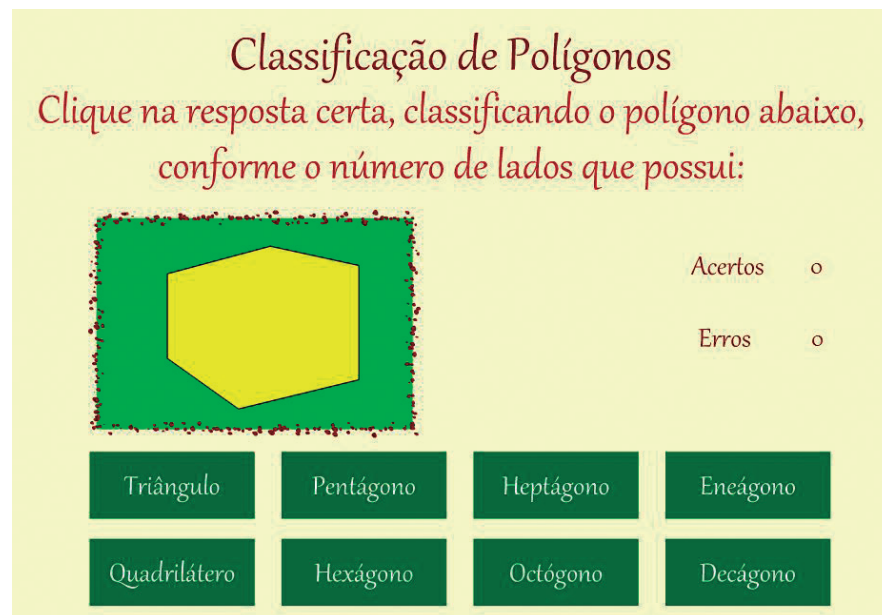 Classificação de Polígonos
Clique na resposta certa, classificando o polígono abaixo,
conforme o número de lados que possui:
Acertos 0
Erros 0
Triângulo Pentágono Heptágono Eneágono
Quadrilátero Hexágono Octógono Decágono